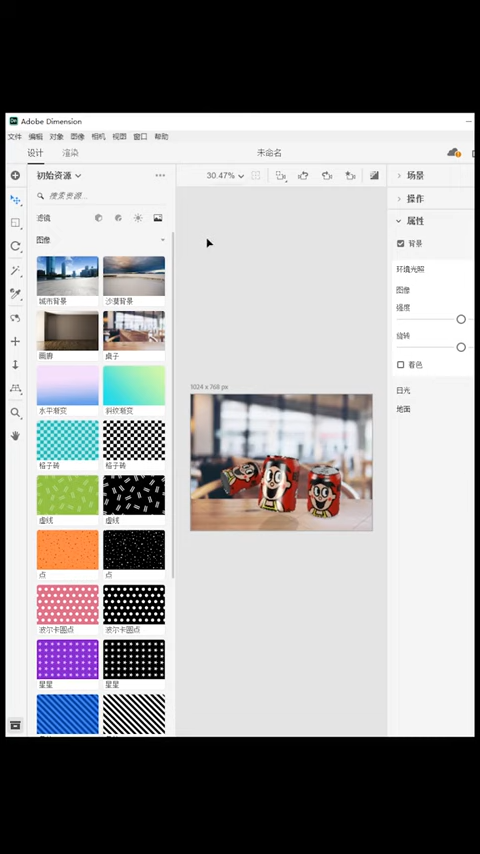 Dn Adobe Dimension
文件 编辑 对象 图像 相机 视图 窗口 帮助
设计 渲染 未命名
初始资源 30.47% 场景
搜索资源... 操作
滤镜 属性
图像 背景
环境光照
图像
城市背景 沙漠背景 强度
旋转
画廊 桌子 着色
1024 x 768 px 日光
水平渐变 斜纹渐变 地面
格子砖 格子砖
虚线 虚线
点 点
波尔卡圆点 波尔卡圆点
星星 星星